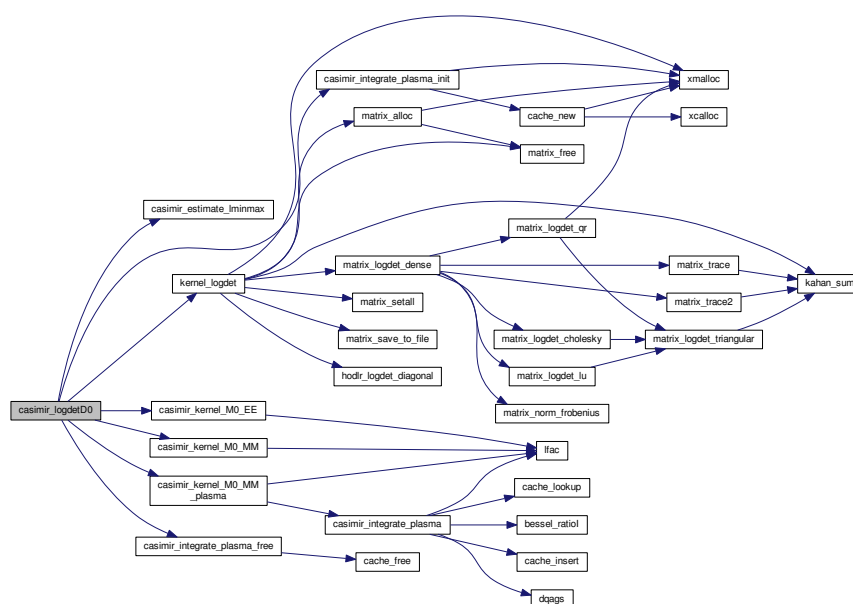 casimir_integrate_plasma_init
xmalloc
matrix_alloc
cache_new
xcalloc
matrix_free
casimir_estimate_lminmax
matrix_logdet_qr
kernel_logdet
matrix_logdet_dense
matrix_trace
kahan_sum
matrix_setall
matrix_trace2
matrix_save_to_file
matrix_logdet_cholesky
matrix_logdet_triangular
hodlr_logdet_diagonal
matrix_logdet_lu
casimir_logdetD0
casimir_kernel_M0_EE
matrix_norm_frobenius
casimir_kernel_M0_MM
lfac
casimir_kernel_M0_MM
_plasma
cache_lookup
casimir_integrate_plasma
bessel_ratioI
casimir_integrate_plasma_free
cache_free
cache_insert
dqags